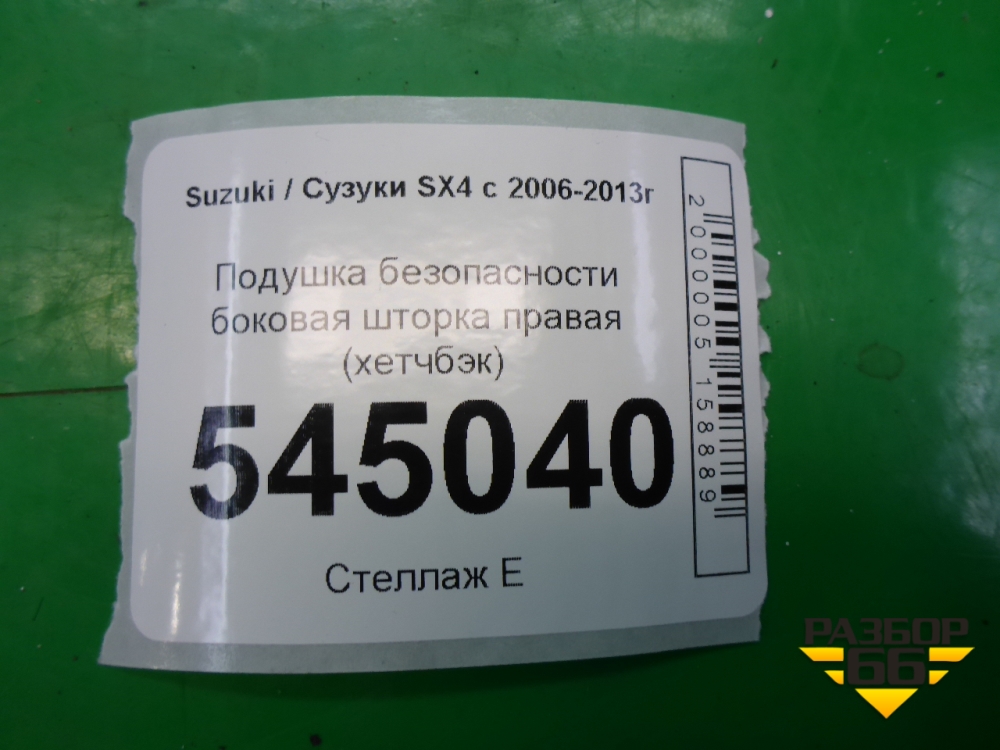 Suzuki / Сузуки SX4 с 2006-2013г
Подушка безопасности
боковая шторка правая
(хетчбэк)
545040
Стеллаж Е
2000005158889
РАЗБОР
66